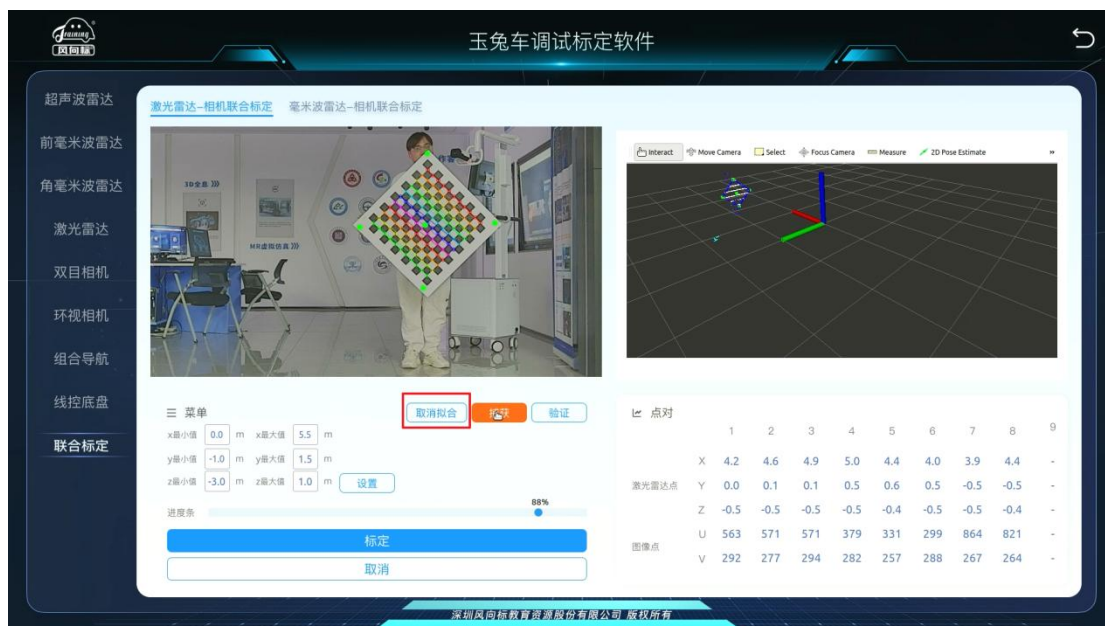 风向标
玉兔车调试标定软件
超声波雷达
前毫米波雷达
角毫米波雷达
激光雷达
双目相机
环视相机
组合导航
线控底盘
联合标定
激光雷达-相机联合标定 毫米波雷达-相机联合标定
3D全息 》》
MR虚拟仿真 》》
Interact Move Camera Select Focus Camera Measure 2D Pose Estimate »
菜单 取消拟合 捕获 验证
x最小值 0.0 m x最大值 5.5 m
y最小值 -1.0 m y最大值 1.5 m
z最小值 -3.0 m z最大值 1.0 m 设置
进度条 88%
标定
取消
点对
1 2 3 4 5 6 7 8 9
X 4.2 4.6 4.9 5.0 4.4 4.0 3.9 4.4 -
激光雷达点 Y 0.0 0.1 0.1 0.5 0.6 0.5 -0.5 -0.5 -
Z -0.5 -0.5 -0.5 -0.5 -0.4 -0.5 -0.5 -0.4 -
U 563 571 571 379 331 299 864 821 -
图像点
V 292 277 294 282 257 288 267 264 -
深圳风向标教育资源股份有限公司 版权所有